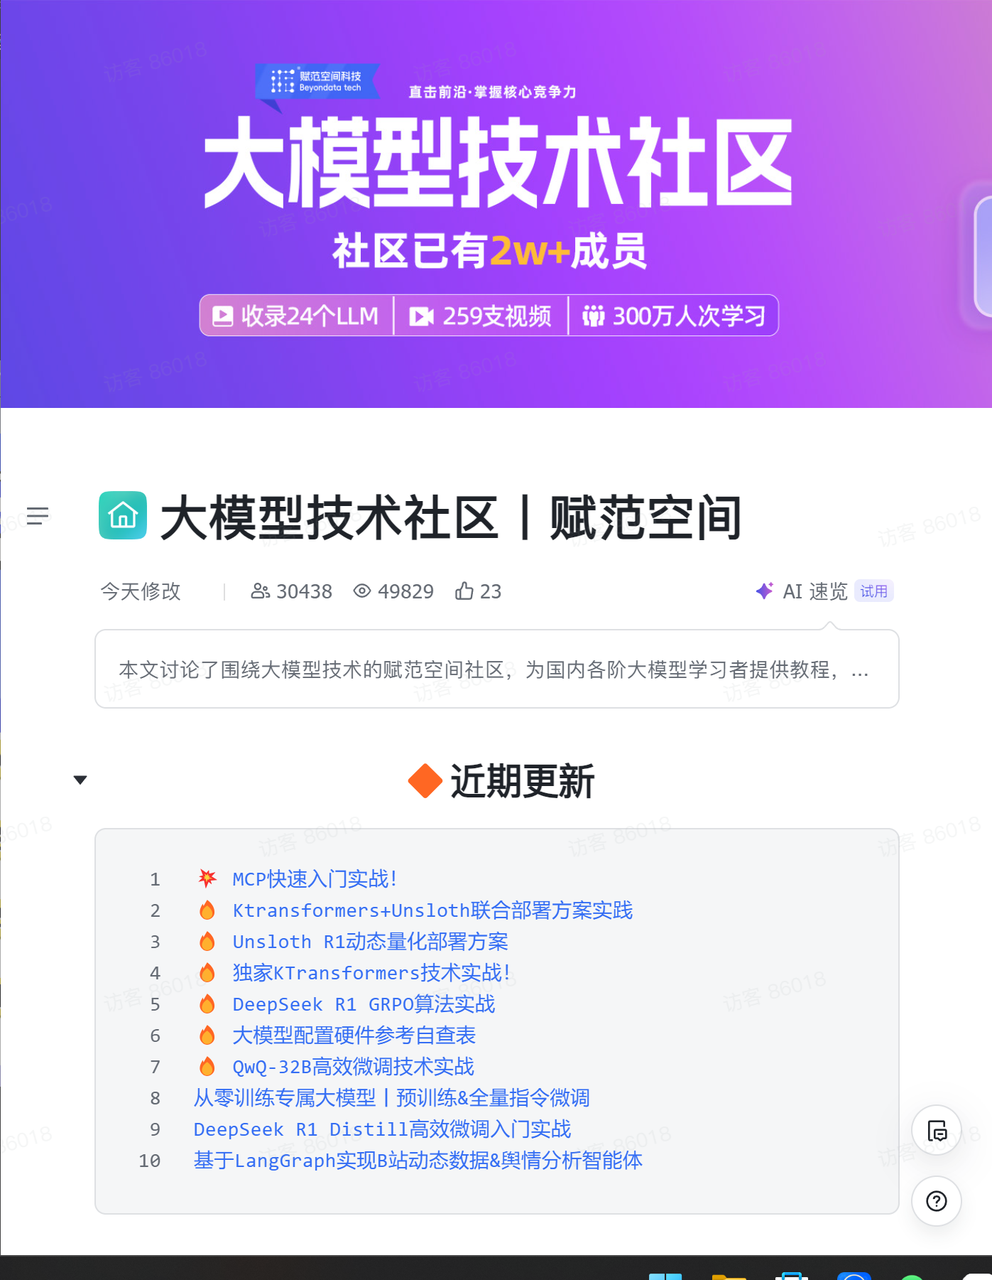 赋范空间科技
Beyondata tech
直击前沿·掌握核心竞争力
大模型技术社区
社区已有2w+成员
收录24个LLM 259支视频 300万人次学习
大模型技术社区丨赋范空间
今天修改 30438 49829 23 AI 速览 试用
本文讨论了围绕大模型技术的赋范空间社区，为国内各阶大模型学习者提供教程，...
近期更新
1 MCP快速入门实战！
2 Ktransformers+Unsloth联合部署方案实践
3 Unsloth R1动态量化部署方案
4 独家KTransformers技术实战！
5 DeepSeek R1 GRPO算法实战
6 大模型配置硬件参考自查表
7 QwQ-32B高效微调技术实战
8 从零训练专属大模型丨预训练&全量指令微调
9 DeepSeek R1 Distill高效微调入门实战
10 基于LangGraph实现B站动态数据&舆情分析智能体
访客 86018